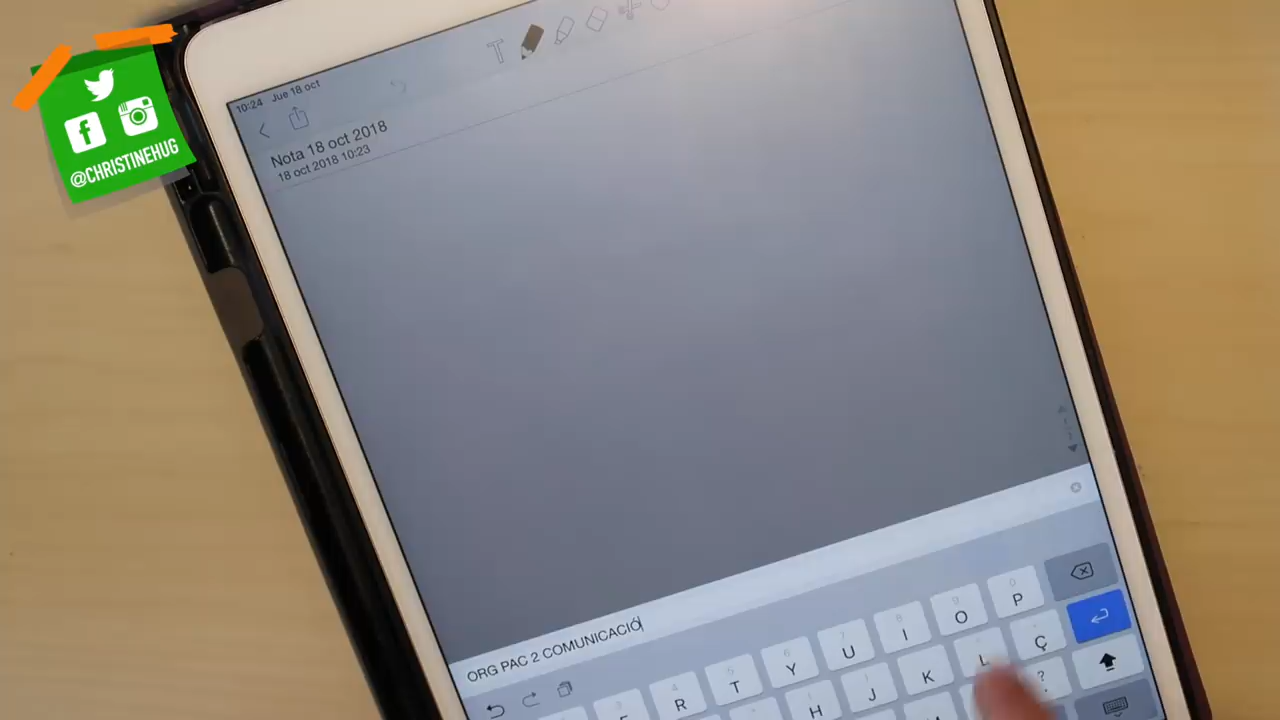 @CHRISTINEHUG
10:24 Jue 18 oct
Nota 18 oct 2018
18 oct 2018 10:23
ORG PAC 2 COMUNICACIÓ
R T Y U I O P
H J K L Ç